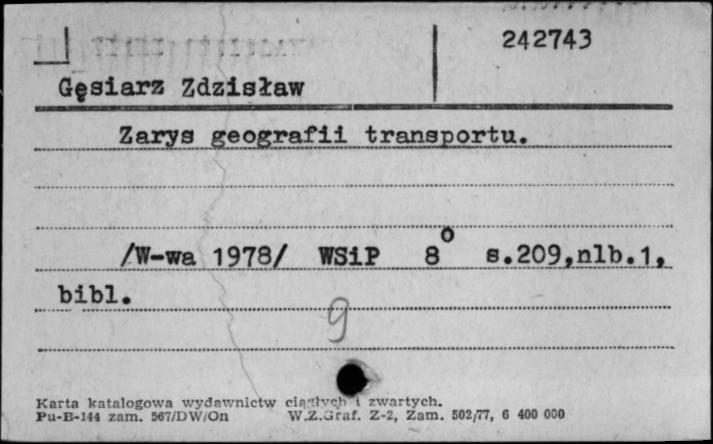 242743
Gęsiarz Zdzisław
Zarys geografii transportu.
/W-wa 1978/ WSiP 8° s.209,nlb.1,
bibl.
9
Karta katalogowa wydawnictw ciągłych i zwartych.
Pu-B-144 zam. 567/DW/On W.Z.Graf. Z-2, Zam. 502/77, 6 400 000